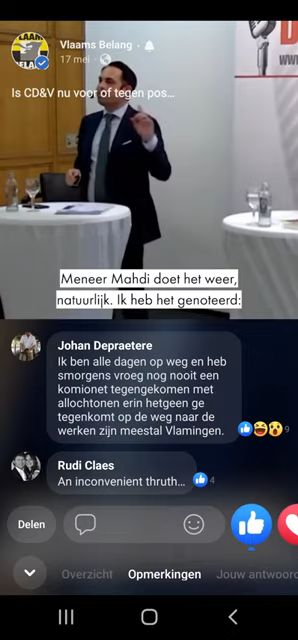 VLAAMS
BELANG
Vlaams Belang
17 mei
Is CD&V nu voor of tegen pos...
WWW
Meneer Mahdi doet het weer,
natuurlijk. Ik heb het genoteerd:
Johan Depraetere
Ik ben alle dagen op weg en heb
smorgens vroeg nog nooit een
komionet tegengekomen met
allochtonen erin hetgeen ge
tegenkomt op de weg naar de
werken zijn meestal Vlamingen.
9
Rudi Claes
An inconvenient thruth...
4
Delen
Overzicht Opmerkingen Jouw antwoord